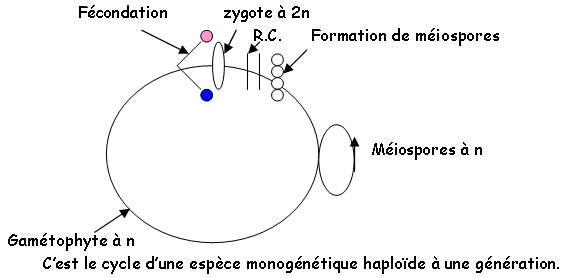 Fécondation
zygote à 2n
R.C.
Formation de méiospores
Méiospores à n
Gamétophyte à n
C'est le cycle d'une espèce monogénétique haploïde à une génération.